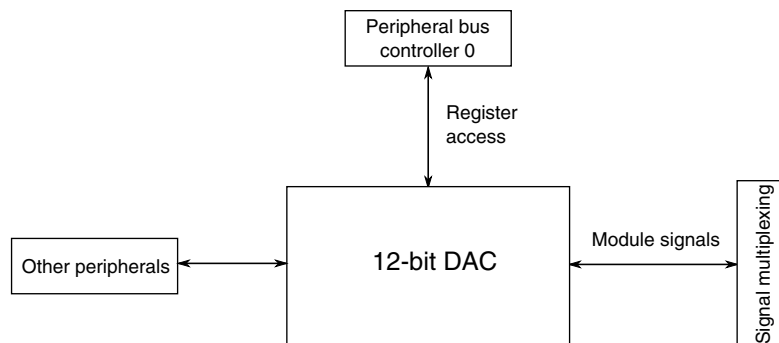 Peripheral bus
controller 0
Register
access
Other peripherals
12-bit DAC
Module signals
Signal multiplexing